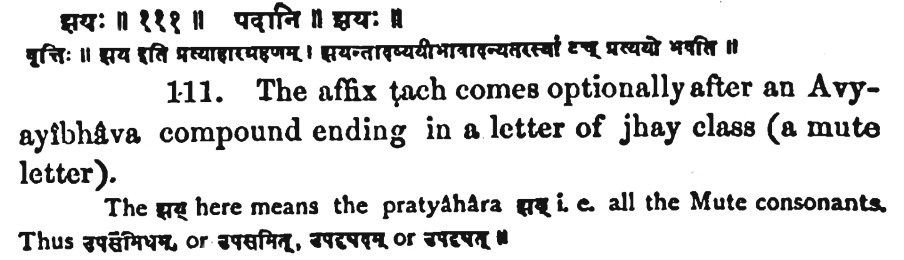 झयः ॥ १११ ॥ पदानि ॥ झयः ॥
वृत्तिः ॥ झय इति प्रत्याहारग्रहणम् । झयन्तादव्ययीभावादन्यतरस्यां टच् प्रत्ययो भवति ॥
111. The affix ṭach comes optionally after an Avy-
ayîbhâva compound ending in a letter of jhay class (a mute
letter).
The झय् here means the pratyâhâra झय् i. e. all the Mute consonants.
Thus उपसमिधम्, or उपसमित्, उपदृषदम् or उपदृषत् ॥